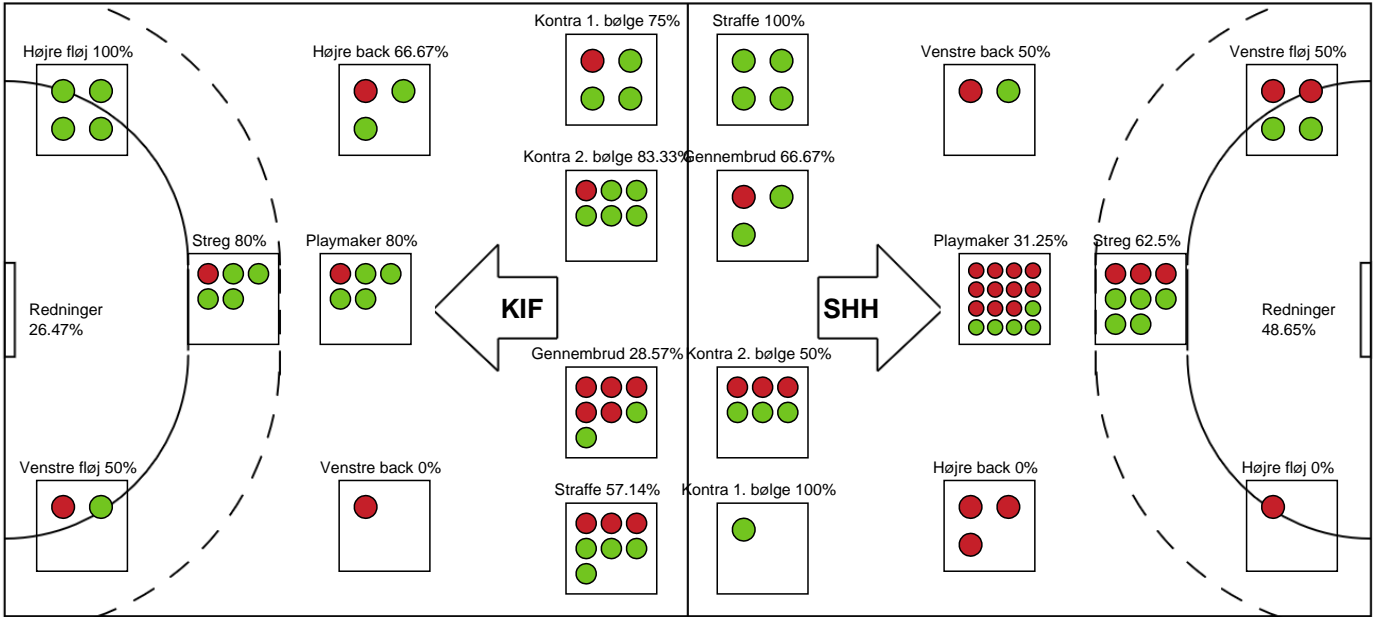 Kontra 1. bølge 75%
Straffe 100%
Højre fløj 100%
Højre back 66.67%
Venstre back 50%
Venstre fløj 50%
Kontra 2. bølge 83.33%
Gennembrud 66.67%
Streg 80%
Playmaker 80%
Playmaker 31.25%
Streg 62.5%
KIF
SHH
Redninger
26.47%
Redninger
48.65%
Gennembrud 28.57%
Kontra 2. bølge 50%
Venstre fløj 50%
Venstre back 0%
Højre back 0%
Højre fløj 0%
Straffe 57.14%
Kontra 1. bølge 100%